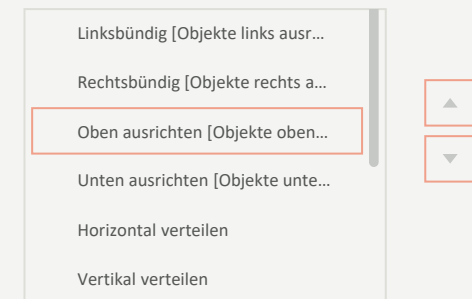 Linksbündig [Objekte links ausr...
Rechtsbündig [Objekte rechts a...
Oben ausrichten [Objekte oben...
Unten ausrichten [Objekte unte...
Horizontal verteilen
Vertikal verteilen